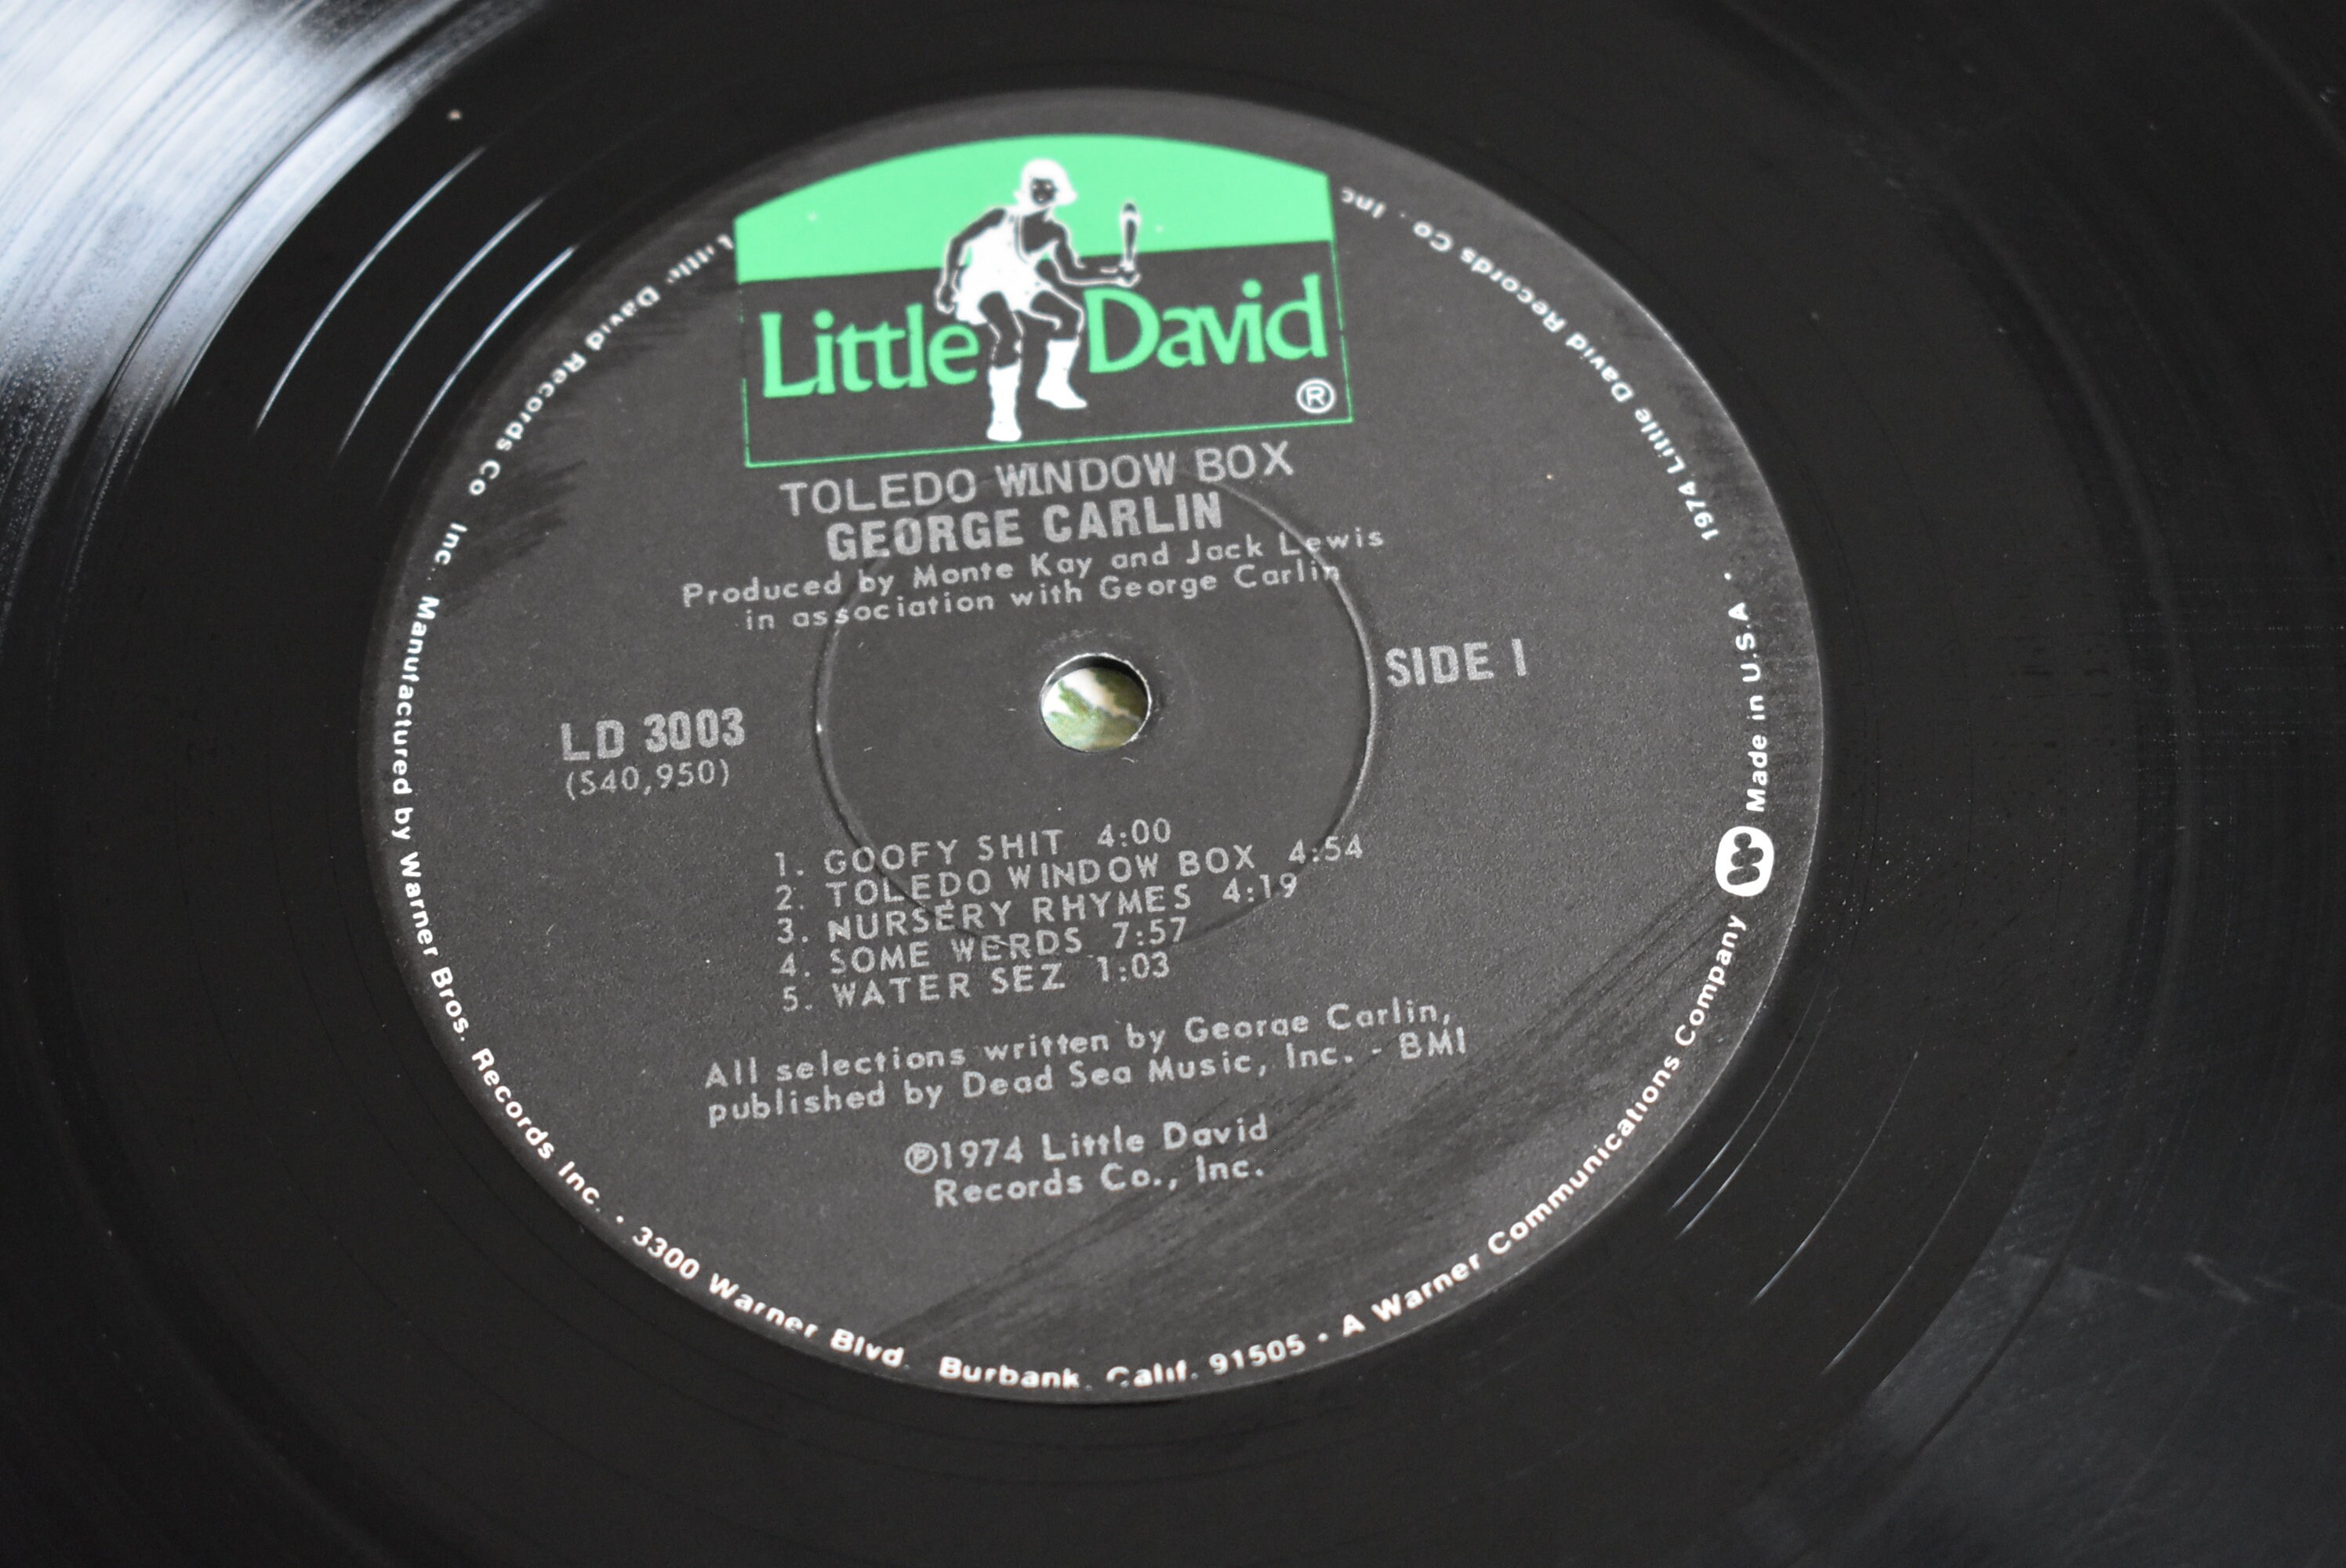 Little David
®
TOLEDO WINDOW BOX
GEORGE CARLIN
Produced by Monte Kay and Jack Lewis
in association with George Carlin
SIDE 1
LD 3003
(S40,950)
1. GOOFY SHIT 4:00
2. TOLEDO WINDOW BOX 4:54
3. NURSERY RHYMES 4:19
4. SOME WERDS 7:57
5. WATER SEZ 1:03
All selections written by George Carlin,
published by Dead Sea Music, Inc. - BMI
℗1974 Little David
Records Co., Inc.
Little David Records Co Inc. Manufactured by Warner Bros. Records Inc. • 3300 Warner Blvd. Burbank, Calif. 91505 • A Warner Communications Company W Made in U.S.A • 1974 Little David Records Co. Inc